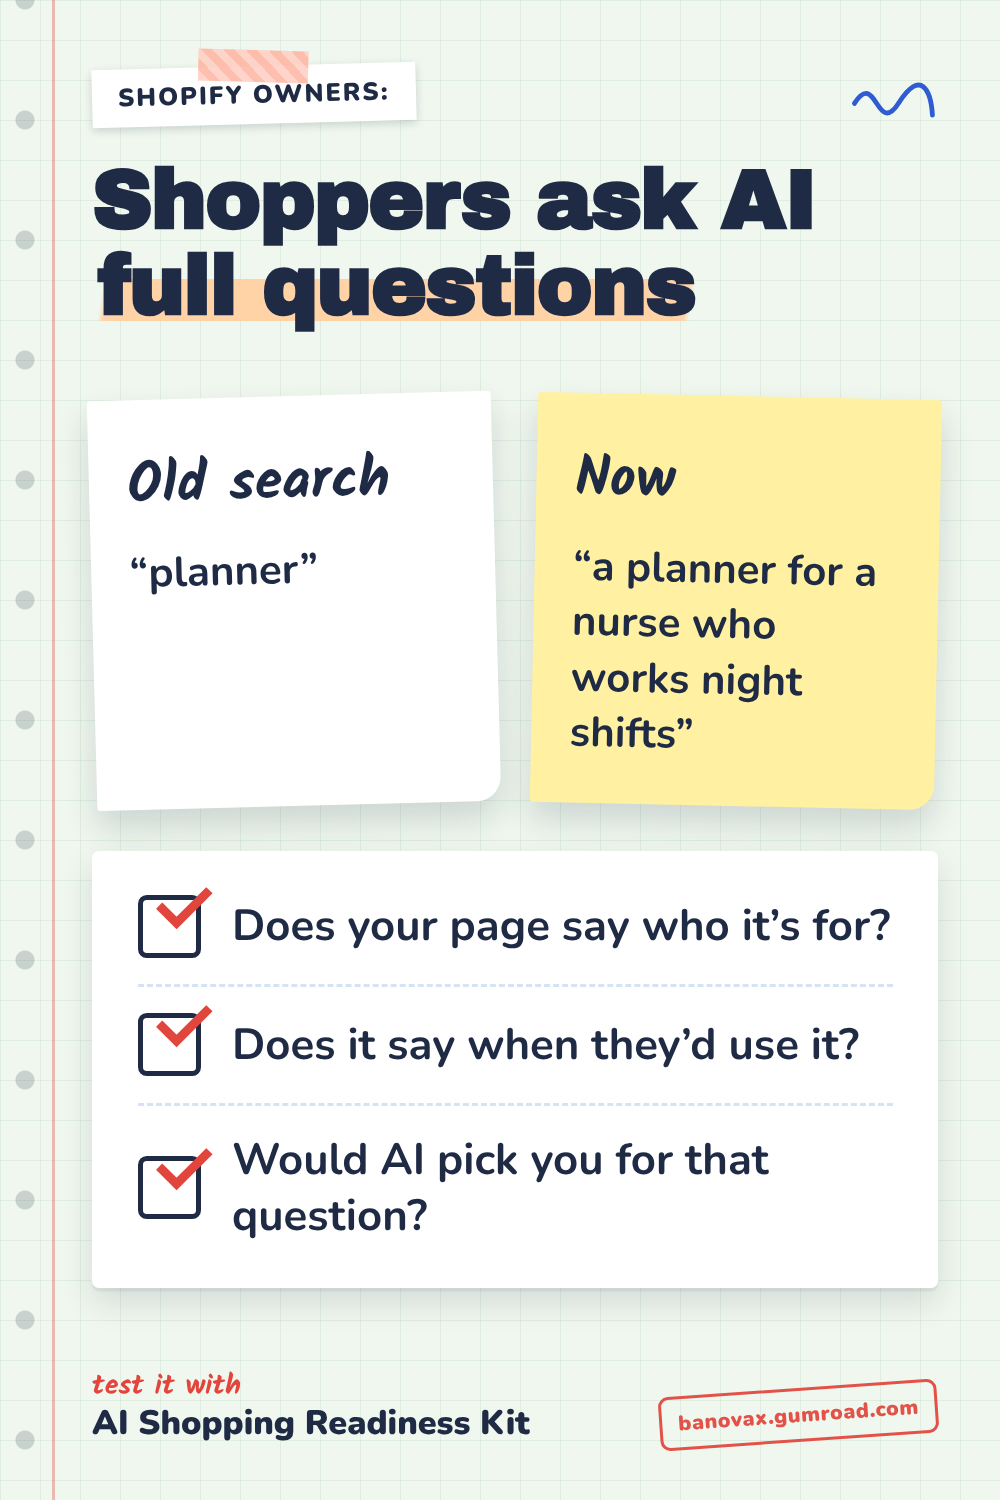 SHOPIFY OWNERS:
Shoppers ask AI
full questions
Old search
“planner”
Now
“a planner for a
nurse who
works night
shifts”
Does your page say who it’s for?
Does it say when they’d use it?
Would AI pick you for that
question?
test it with
AI Shopping Readiness Kit
banovax.gumroad.com